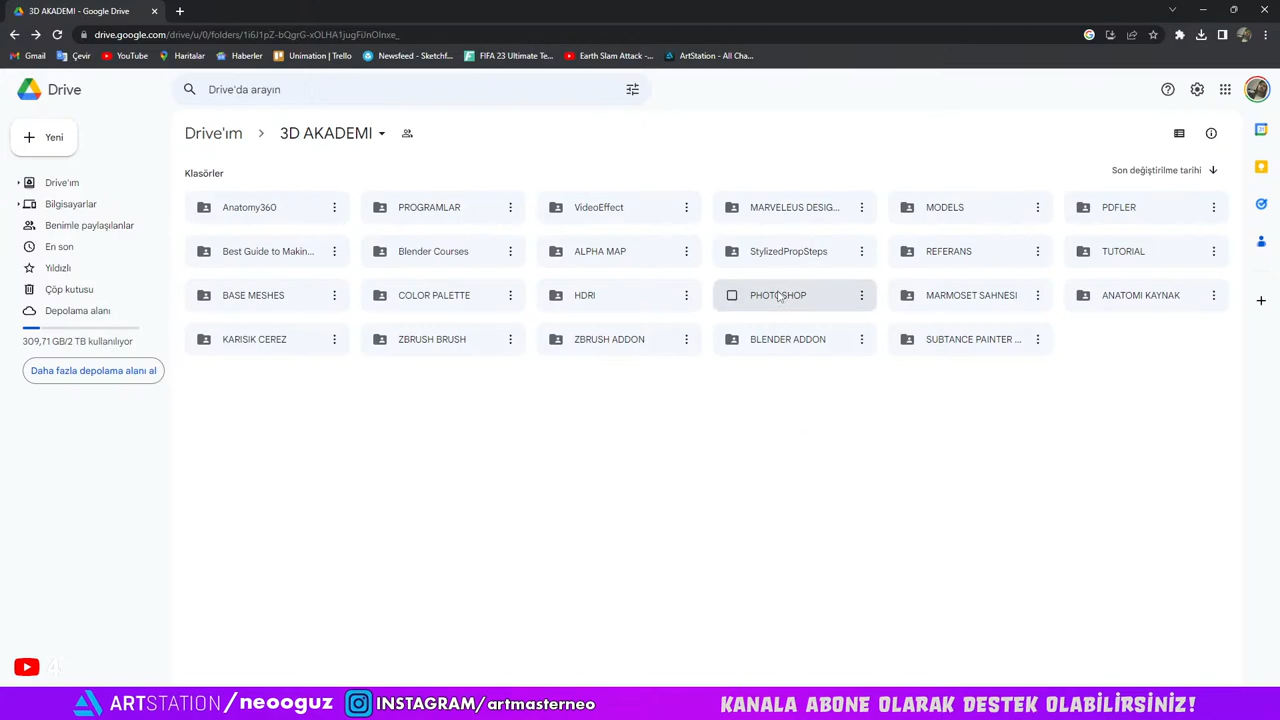 3D AKADEMI - Google Drive
drive.google.com/drive/u/0/folders/1i6J1pZ-bQgrG-xOLHA1jugFiJnOInxe_
Gmail Çevir YouTube Haritalar Haberler Unimation | Trello Newsfeed - Sketchf... FIFA 23 Ultimate Te... Earth Slam Attack -... ArtStation - All Cha...
Drive
Drive'da arayın
Yeni
Drive'ım > 3D AKADEMI
Klasörler
Son değiştirilme tarihi
Drive'ım
Bilgisayarlar
Benimle paylaşılanlar
En son
Yıldızlı
Çöp kutusu
Depolama alanı
309,71 GB/2 TB kullanılıyor
Daha fazla depolama alanı al
Anatomy360 PROGRAMLAR VideoEffect MARVELEUS DESIG... MODELS PDFLER
Best Guide to Makin... Blender Courses ALPHA MAP StylizedPropSteps REFERANS TUTORIAL
BASE MESHES COLOR PALETTE HDRI PHOTOSHOP MARMOSET SAHNESI ANATOMI KAYNAK
KARISIK CEREZ ZBRUSH BRUSH ZBRUSH ADDON BLENDER ADDON SUBTANCE PAINTER ...
ARTSTATION/neooguz INSTAGRAM/artmasterneo KANALA ABONE OLARAK DESTEK OLABİLİRSİNİZ!